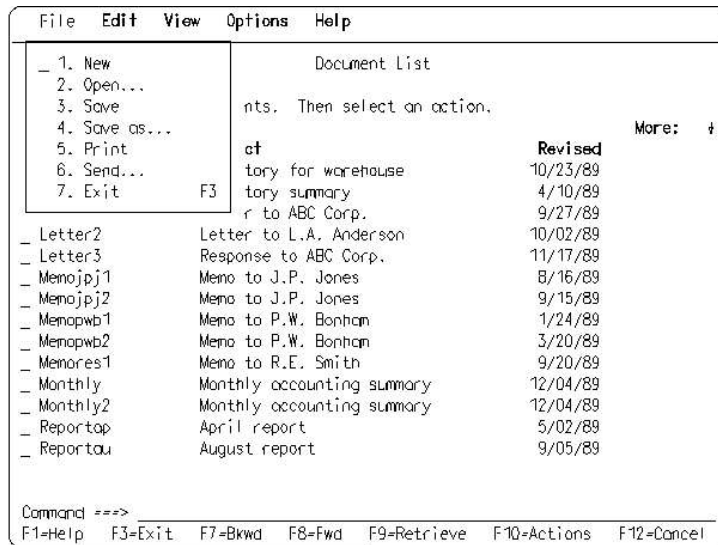 File Edit View Options Help
_ 1. New Document List
2. Open...
3. Save nts. Then select an action.
4. Save as... More: ↓
5. Print ct Revised
6. Send... tory for warehouse 10/23/89
7. Exit F3 tory summary 4/10/89
r to ABC Corp. 9/27/89
_ Letter2 Letter to L.A. Anderson 10/02/89
_ Letter3 Response to ABC Corp. 11/17/89
_ Memojpj1 Memo to J.P. Jones 8/16/89
_ Memojpj2 Memo to J.P. Jones 9/15/89
_ Memopwb1 Memo to P.W. Bonham 1/24/89
_ Memopwb2 Memo to P.W. Bonham 3/20/89
_ Memores1 Memo to R.E. Smith 9/20/89
_ Monthly Monthly accounting summary 12/04/89
_ Monthly2 Monthly accounting summary 12/04/89
_ Reportap April report 5/02/89
_ Reportau August report 9/05/89
Command ===>
F1=Help F3=Exit F7=Bkwd F8=Fwd F9=Retrieve F10=Actions F12=Cancel